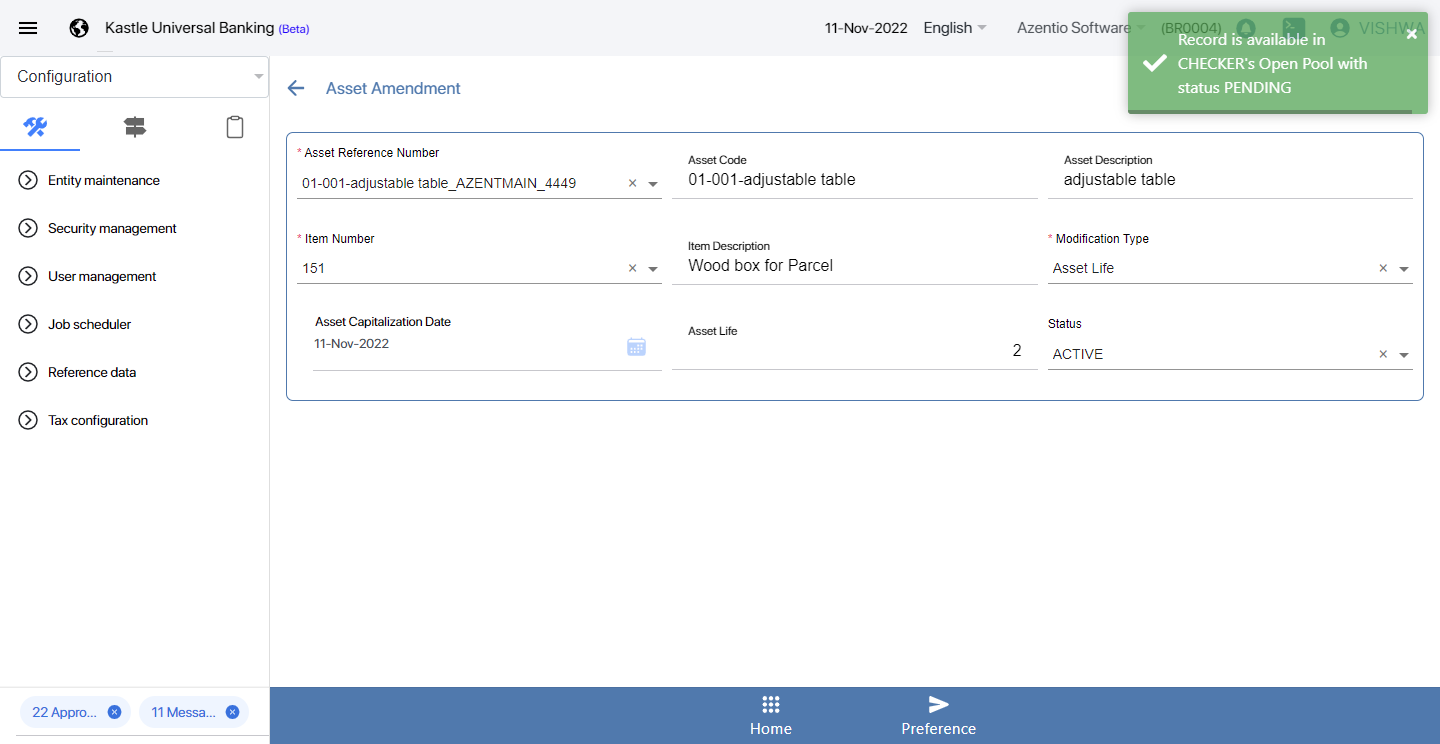 Kastle Universal Banking (Beta)
11-Nov-2022
English
Azentio Software
(BR0004)
VISHWA
Record is available in
CHECKER's Open Pool with
status PENDING
Configuration
Entity maintenance
Security management
User management
Job scheduler
Reference data
Tax configuration
22 Appro...
11 Messa...
Asset Amendment
* Asset Reference Number
01-001-adjustable table_AZENTMAIN_4449
Asset Code
01-001-adjustable table
Asset Description
adjustable table
* Item Number
151
Item Description
Wood box for Parcel
* Modification Type
Asset Life
Asset Capitalization Date
11-Nov-2022
Asset Life
2
Status
ACTIVE
Home
Preference